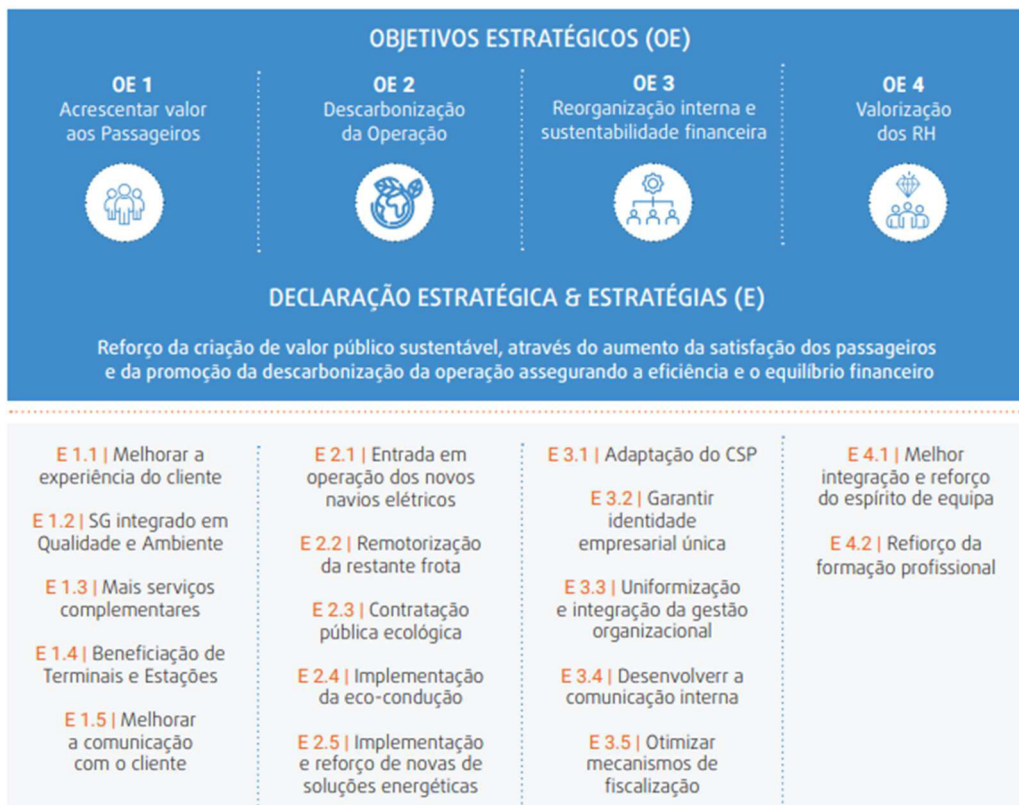 OBJETIVOS ESTRATÉGICOS (OE)
OE 1
Acrescentar valor
aos Passageiros
OE 2
Descarbonização
da Operação
OE 3
Reorganização interna e
sustentabilidade financeira
OE 4
Valorização
dos RH
DECLARAÇÃO ESTRATÉGICA & ESTRATÉGIAS (E)
Reforço da criação de valor público sustentável, através do aumento da satisfação dos passageiros
e da promoção da descarbonização da operação assegurando a eficiência e o equilíbrio financeiro
E 1.1 | Melhorar a
experiência do cliente
E 1.2 | SG integrado em
Qualidade e Ambiente
E 1.3 | Mais serviços
complementares
E 1.4 | Beneficiação de
Terminais e Estações
E 1.5 | Melhorar
a comunicação
com o cliente
E 2.1 | Entrada em
operação dos novos
navios elétricos
E 2.2 | Remotorização
da restante frota
E 2.3 | Contratação
pública ecológica
E 2.4 | Implementação
da eco-condução
E 2.5 | Implementação
e reforço de novas de
soluções energéticas
E 3.1 | Adaptação do CSP
E 3.2 | Garantir
identidade
empresarial única
E 3.3 | Uniformização
e integração da gestão
organizacional
E 3.4 | Desenvolverr a
comunicação interna
E 3.5 | Otimizar
mecanismos de
fiscalização
E 4.1 | Melhor
integração e reforço
do espírito de equipa
E 4.2 | Refiorço da
formação profissional